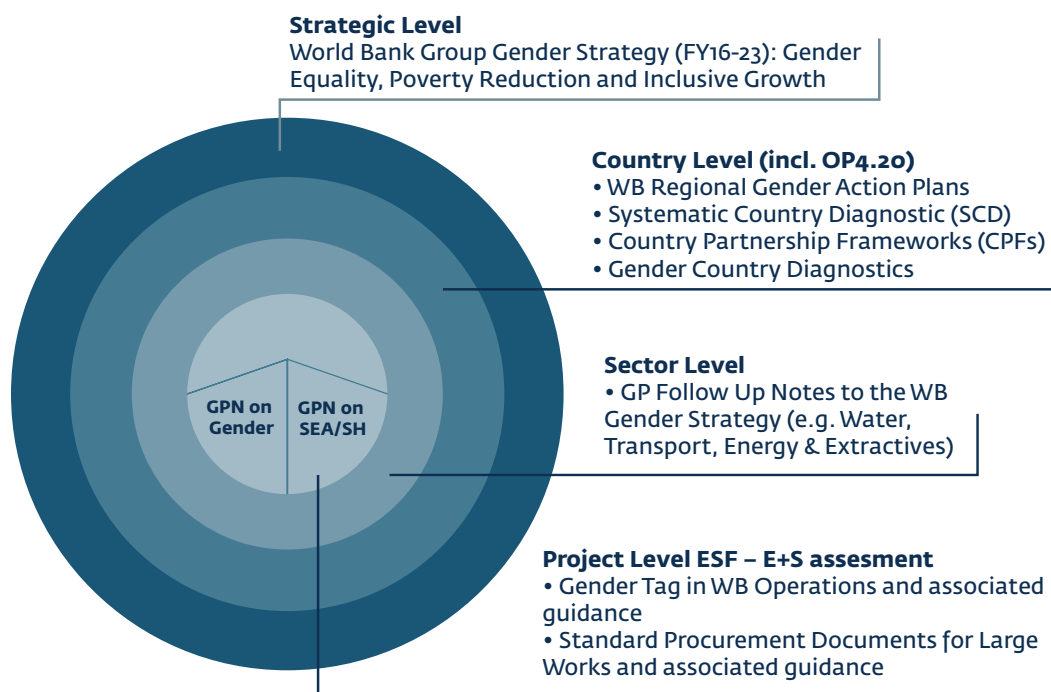 Strategic Level
World Bank Group Gender Strategy (FY16-23): Gender
Equality, Poverty Reduction and Inclusive Growth
Country Level (incl. OP4.20)
• WB Regional Gender Action Plans
• Systematic Country Diagnostic (SCD)
• Country Partnership Frameworks (CPFs)
• Gender Country Diagnostics
Sector Level
• GP Follow Up Notes to the WB
Gender Strategy (e.g. Water,
Transport, Energy & Extractives)
GPN on
Gender
GPN on
SEA/SH
Project Level ESF – E+S assesment
• Gender Tag in WB Operations and associated
guidance
• Standard Procurement Documents for Large
Works and associated guidance